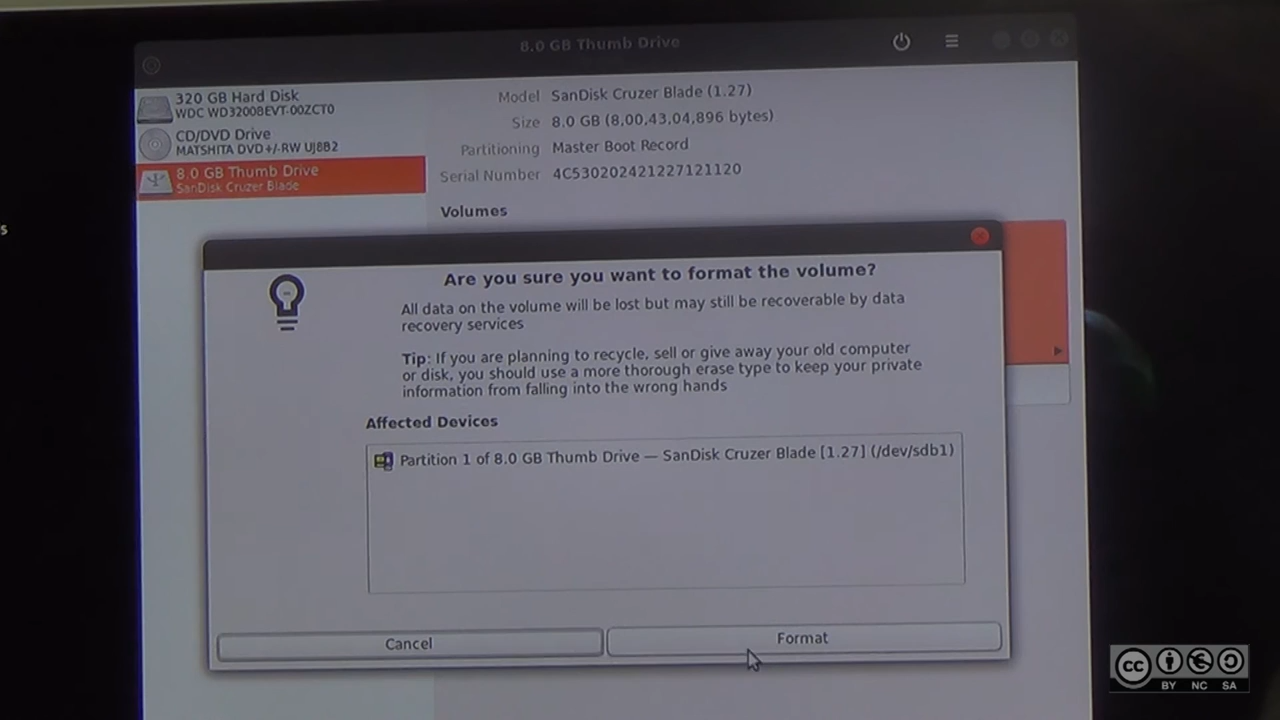 8.0 GB Thumb Drive
320 GB Hard Disk
WDC WD3200BEVT-00ZCT0
CD/DVD Drive
MATSHITA DVD+/-RW UJ8B2
8.0 GB Thumb Drive
SanDisk Cruzer Blade
Model SanDisk Cruzer Blade (1.27)
Size 8.0 GB (8,00,43,04,896 bytes)
Partitioning Master Boot Record
Serial Number 4C530202421227121120
Volumes
s
Are you sure you want to format the volume?
All data on the volume will be lost but may still be recoverable by data
recovery services
Tip: If you are planning to recycle, sell or give away your old computer
or disk, you should use a more thorough erase type to keep your private
information from falling into the wrong hands
Affected Devices
Partition 1 of 8.0 GB Thumb Drive — SanDisk Cruzer Blade [1.27] (/dev/sdb1)
Cancel
Format
cc
BY NC SA